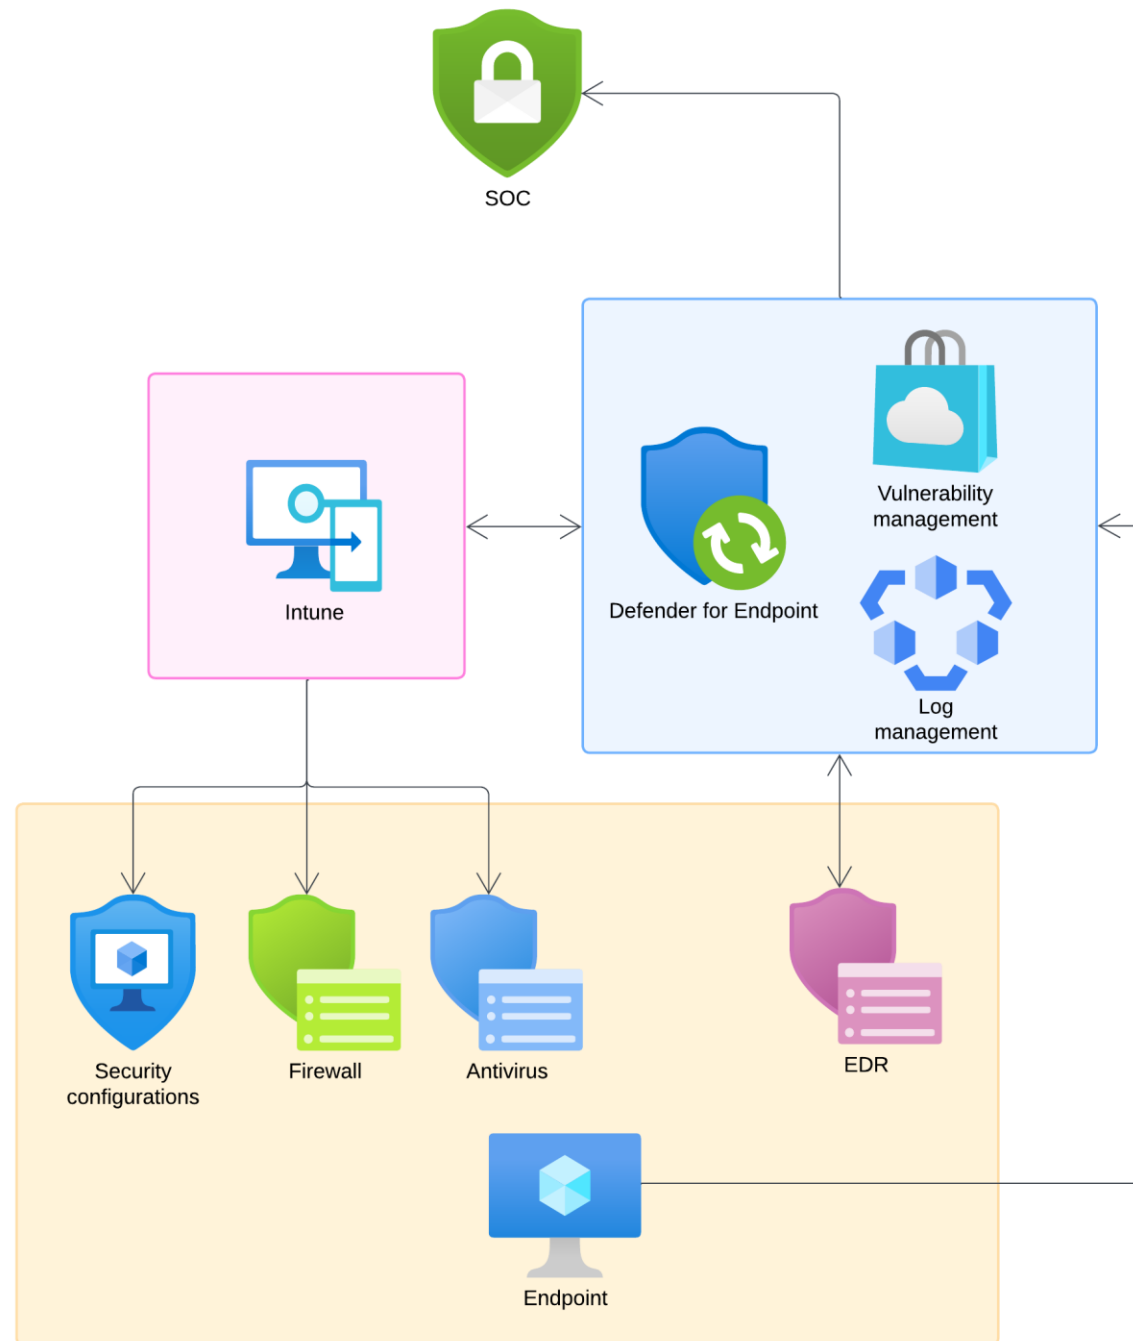 SOC
Vulnerability
management
Defender for Endpoint
Intune
Log
management
Security
configurations
Firewall
Antivirus
EDR
Endpoint